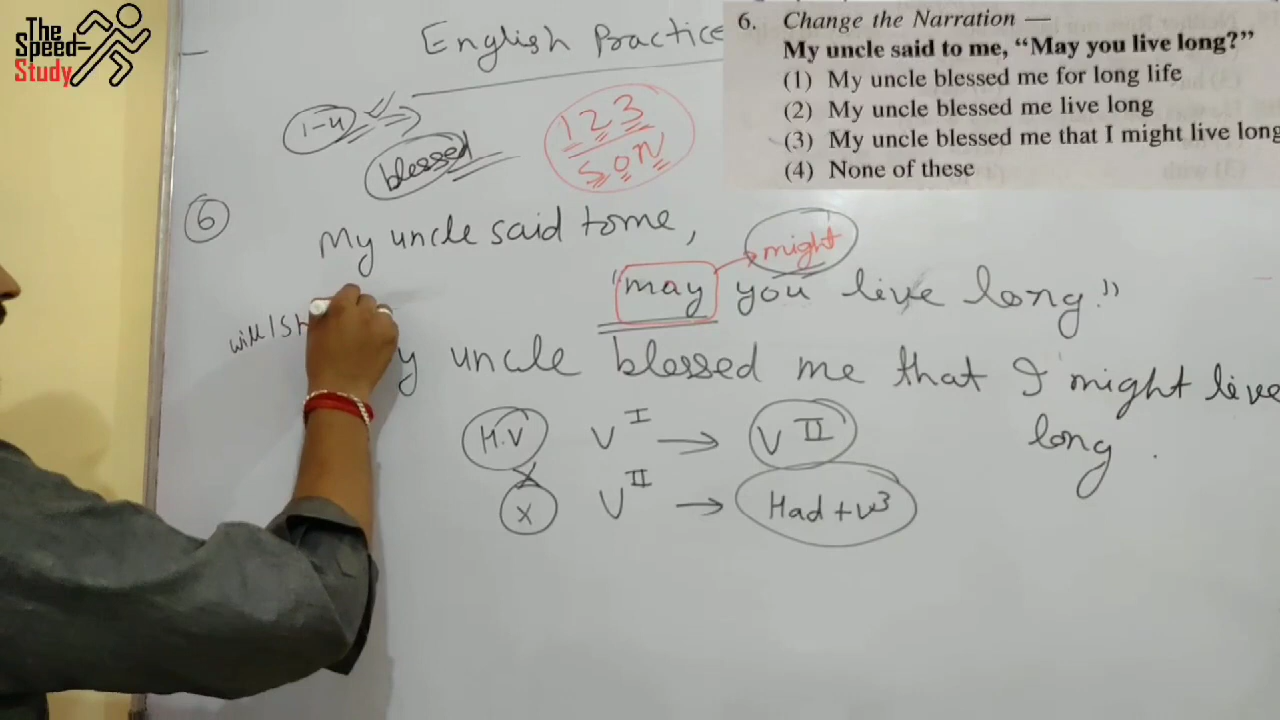 The
Speed
Study
English Practice
6. Change the Narration —
My uncle said to me, “May you live long?”
(1) My uncle blessed me for long life
(2) My uncle blessed me live long
(3) My uncle blessed me that I might live long
(4) None of these
1-4
blessed
1 2 3
S O N
6
My uncle said to me,
might
"may you live long."
will/sh
y uncle blessed me that I might live
long.
H.V V I → V II
X V II → Had + v3